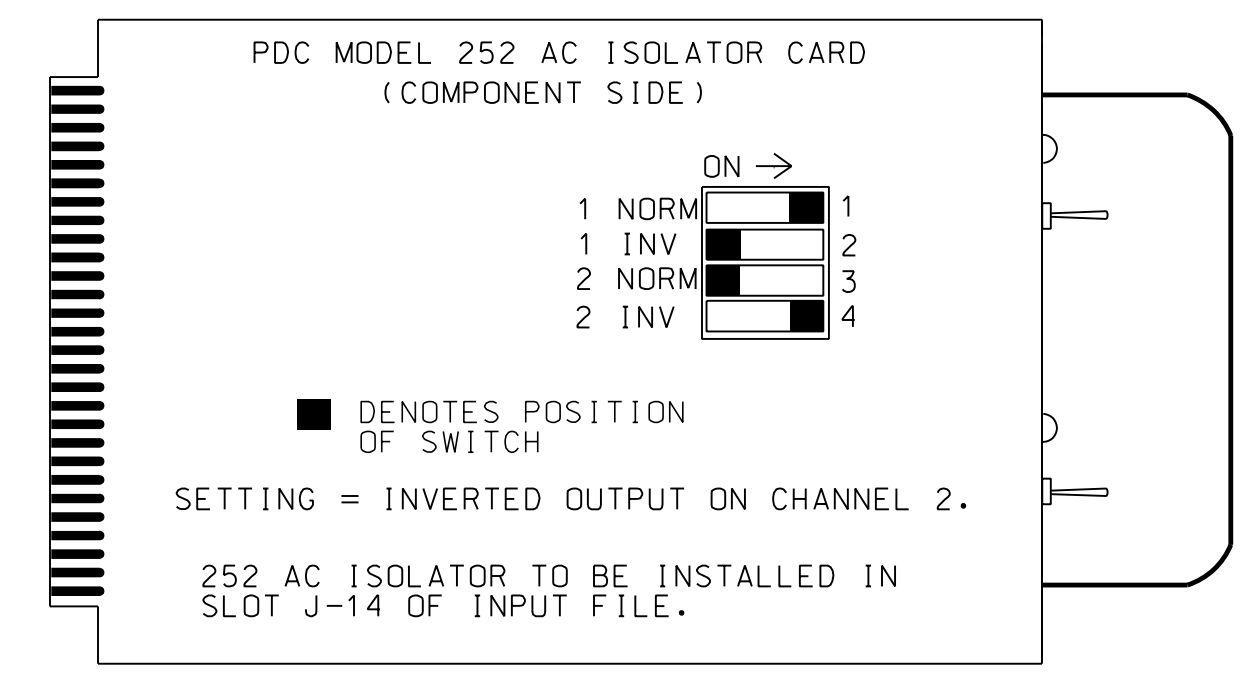 PDC MODEL 252 AC ISOLATOR CARD
(COMPONENT SIDE)
ON →
1 NORM 1
1 INV 2
2 NORM 3
2 INV 4
DENOTES POSITION
OF SWITCH
SETTING = INVERTED OUTPUT ON CHANNEL 2.
252 AC ISOLATOR TO BE INSTALLED IN
SLOT J-14 OF INPUT FILE.